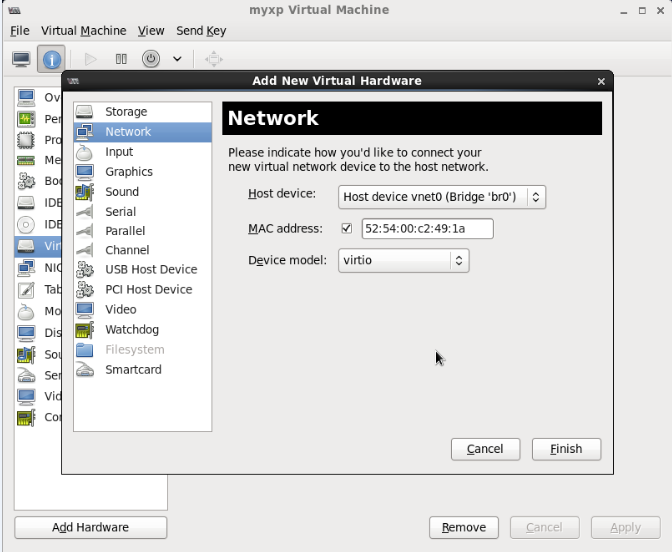 myxp Virtual Machine
File Virtual Machine View Send Key
Add New Virtual Hardware
Storage
Network
Input
Graphics
Sound
Serial
Parallel
Channel
USB Host Device
PCI Host Device
Video
Watchdog
Filesystem
Smartcard
Network
Please indicate how you'd like to connect your
new virtual network device to the host network.
Host device: Host device vnet0 (Bridge 'br0')
MAC address: 52:54:00:c2:49:1a
Device model: virtio
Cancel Finish
Ov
Per
Pro
Me
Boo
IDE
IDE
Virt
NIC
Tab
Mo
Dis
Sou
Ser
Vid
Con
Add Hardware Remove Cancel Apply